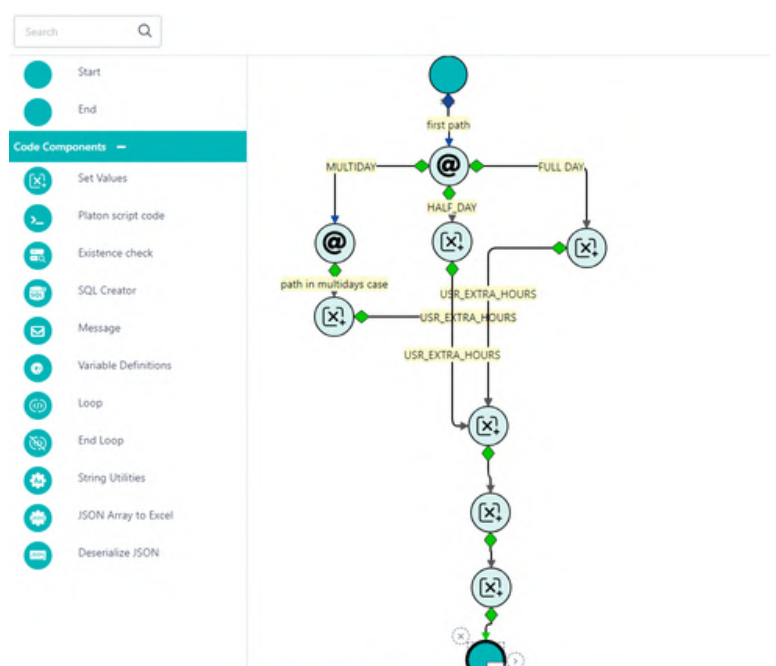 Search
Start
End
Code Components
Set Values
Platon script code
Existence check
SQL Creator
Message
Variable Definitions
Loop
End Loop
String Utilities
JSON Array to Excel
Deserialize JSON
first path
@
MULTIDAY
FULL DAY
HALF_DAY
@
path in multidays case
USR_EXTRA_HOURS
USR_EXTRA_HOURS
USR_EXTRA_HOURS